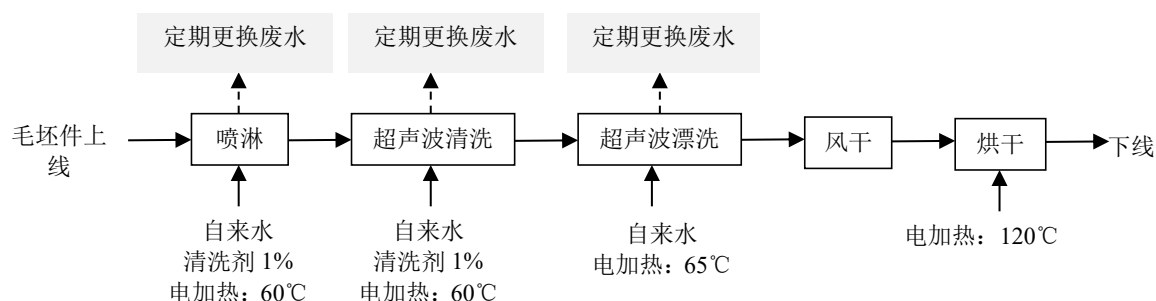 定期更换废水
定期更换废水
定期更换废水
毛坯件上
线
喷淋
超声波清洗
超声波漂洗
风干
烘干
下线
自来水
清洗剂 1%
电加热：60℃
自来水
清洗剂 1%
电加热：60℃
自来水
电加热：65℃
电加热：120℃